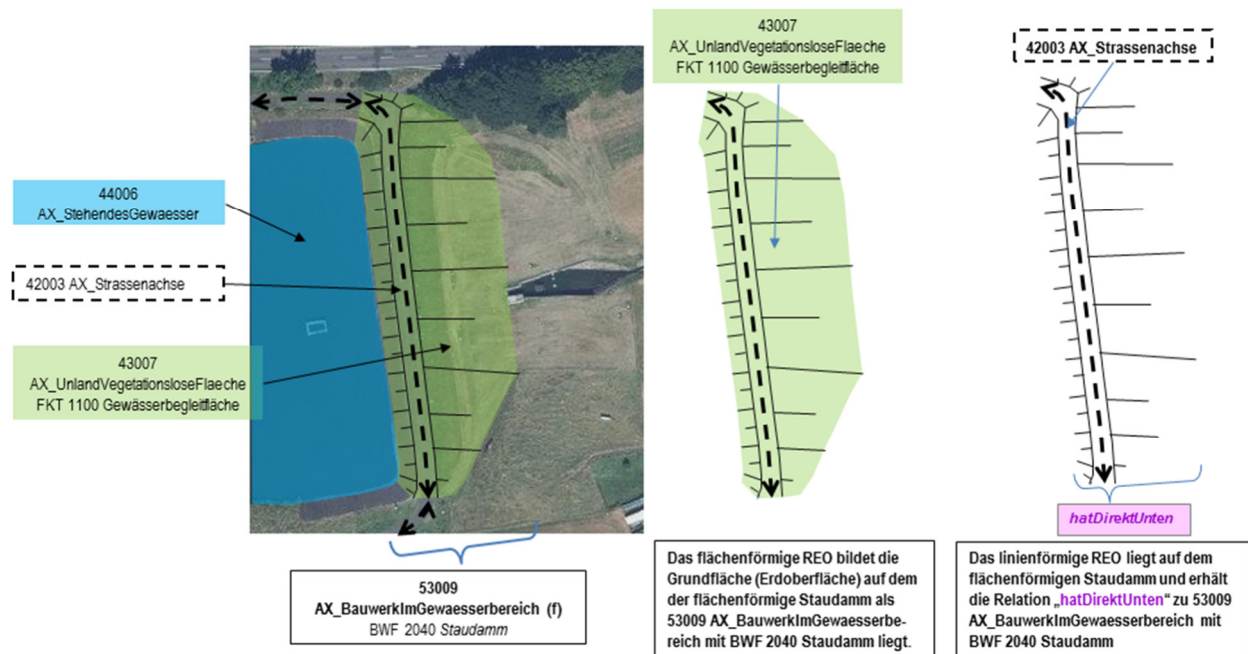 43007
AX_UnlandVegetationsloseFlaeche
FKT 1100 Gewässerbegleitfläche
42003 AX_Strassenachse
44006
AX_StehendesGewaesser
42003 AX_Strassenachse
43007
AX_UnlandVegetationsloseFlaeche
FKT 1100 Gewässerbegleitfläche
hatDirektUnten
53009
AX_BauwerkImGewaesserbereich (f)
BWF 2040 Staudamm
Das flächenförmige REO bildet die
Grundfläche (Erdoberfläche) auf dem
der flächenförmige Staudamm als
53009 AX_BauwerkImGewaesserbe-
reich mit BWF 2040 Staudamm liegt.
Das linienförmige REO liegt auf dem
flächenförmigen Staudamm und erhält
die Relation „hatDirektUnten“ zu 53009
AX_BauwerkImGewaesserbereich mit
BWF 2040 Staudamm